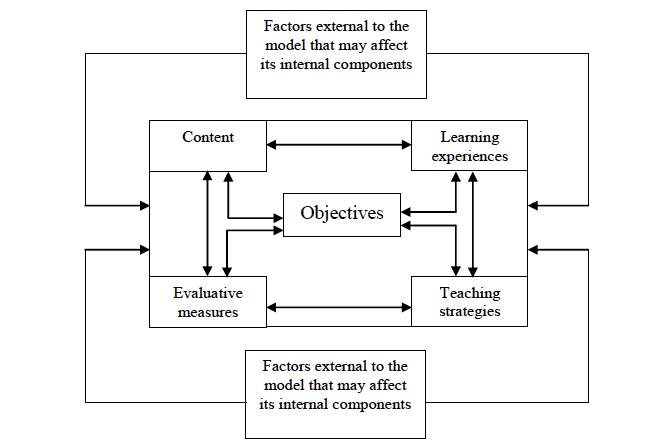 Factors external to the
model that may affect
its internal components
Content
Learning
experiences
Objectives
Evaluative
measures
Teaching
strategies
Factors external to the
model that may affect
its internal components